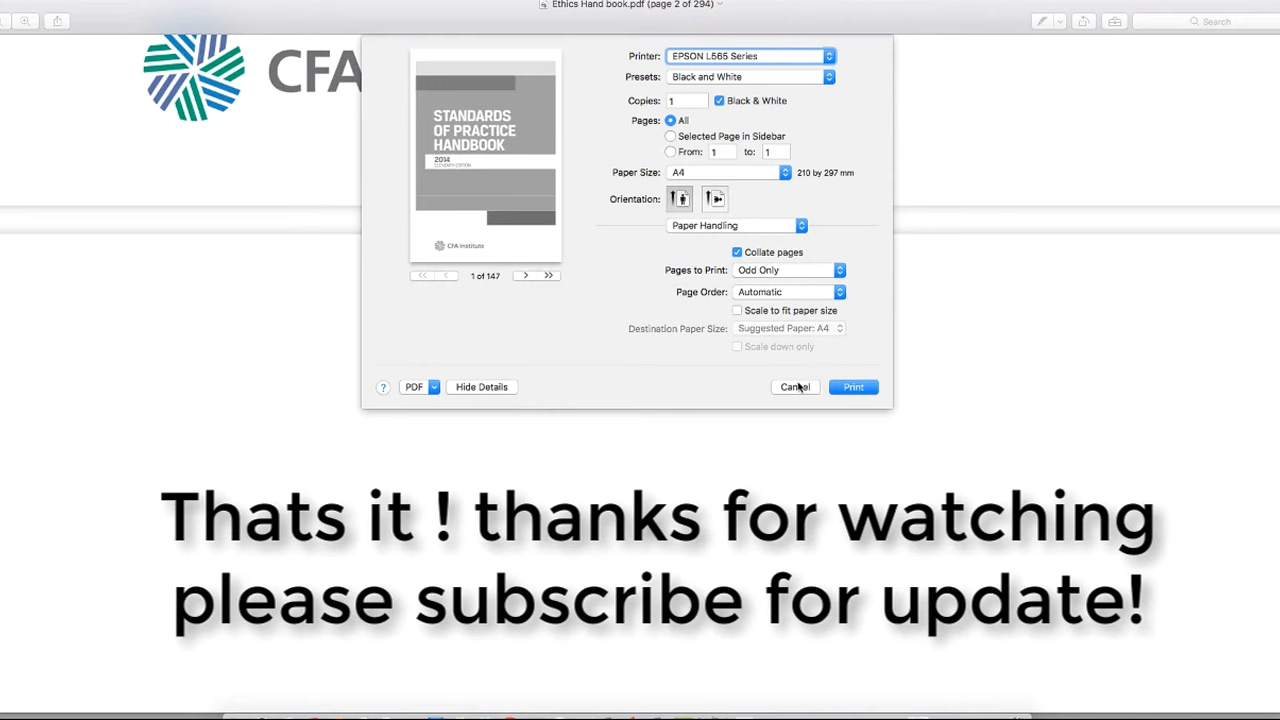 Ethics Hand book.pdf (page 2 of 294)
Search
CFA
Printer: EPSON L565 Series
Presets: Black and White
Copies: 1 Black & White
Pages: All
Selected Page in Sidebar
From: 1 to: 1
Paper Size: A4 210 by 297 mm
Orientation:
Paper Handling
Collate pages
Pages to Print: Odd Only
Page Order: Automatic
Scale to fit paper size
Destination Paper Size: Suggested Paper: A4
Scale down only
STANDARDS
OF PRACTICE
HANDBOOK
2014
ELEVENTH EDITION
CFA Institute
1 of 147
? PDF Hide Details Cancel Print
Thats it ! thanks for watching
please subscribe for update!